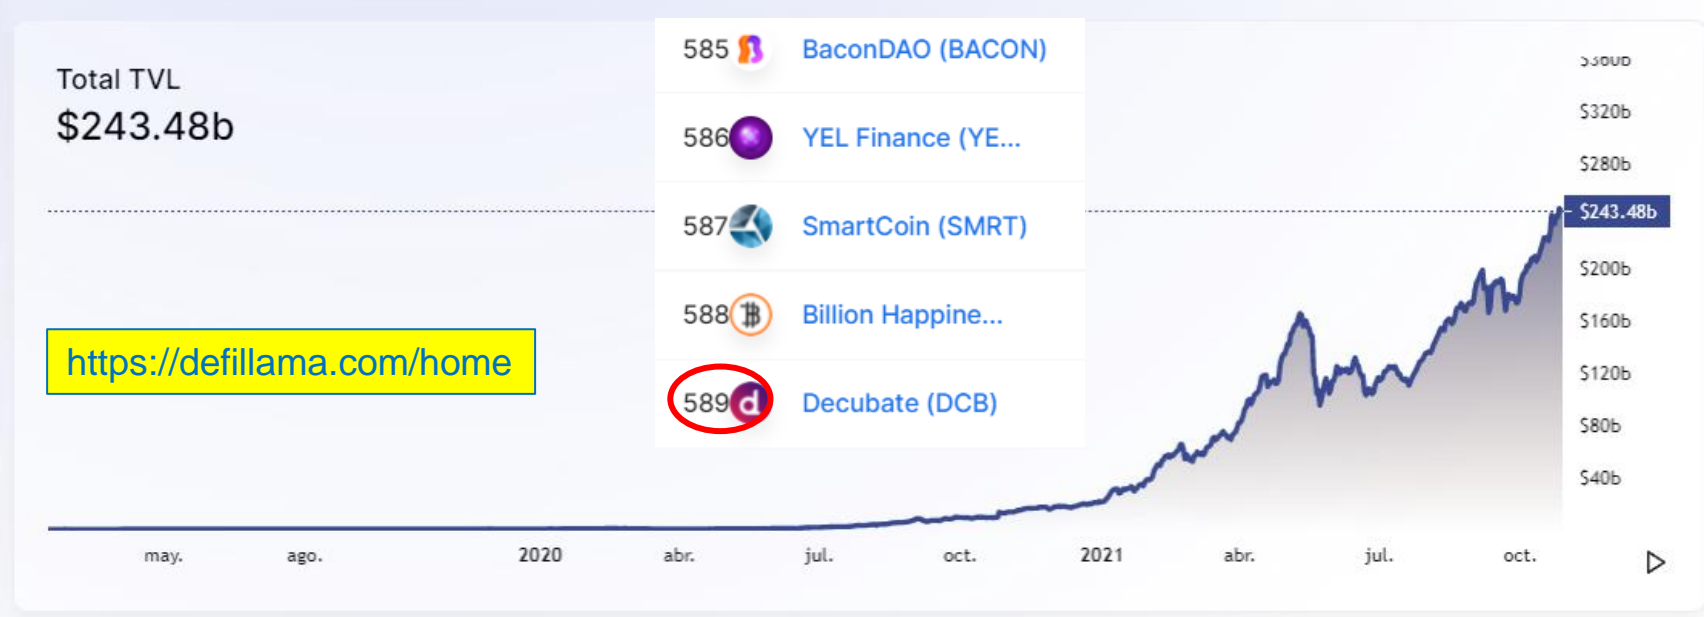 Total TVL
$243.48b
https://defillama.com/home
585 BaconDAO (BACON)
586 YEL Finance (YE...
587 SmartCoin (SMRT)
588 Billion Happine...
589 d Decubate (DCB)
$320b
$280b
$243.48b
$200b
$160b
$120b
$80b
$40b
may. ago. 2020 abr. jul. oct. 2021 abr. jul. oct.